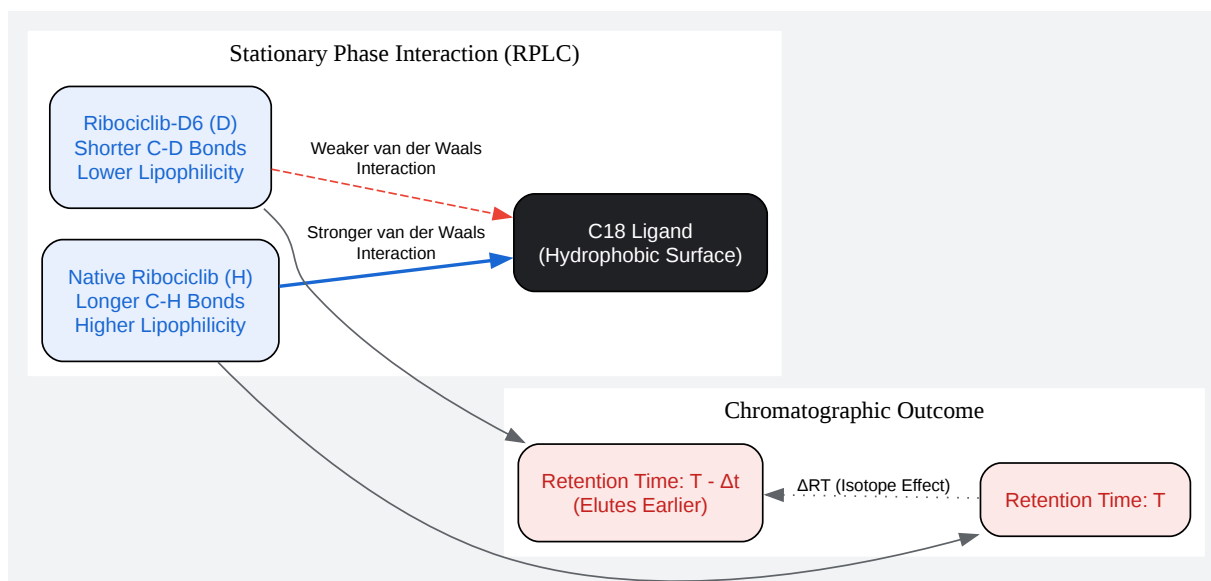 Stationary Phase Interaction (RPLC)
Ribociclib-D6 (D)
Shorter C-D Bonds
Lower Lipophilicity
Weaker van der Waals
Interaction
C18 Ligand
(Hydrophobic Surface)
Stronger van der Waals
Interaction
Native Ribociclib (H)
Longer C-H Bonds
Higher Lipophilicity
Chromatographic Outcome
Retention Time: T - Δt
(Elutes Earlier)
ΔRT (Isotope Effect)
Retention Time: T